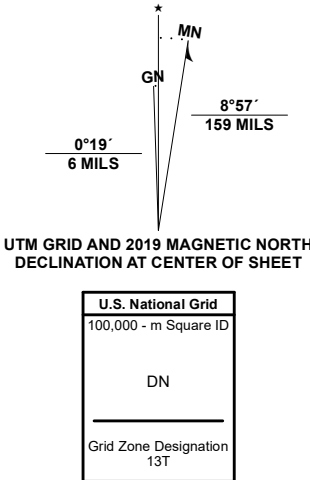 ★
MN
GN
8°57´
159 MILS
0°19´
6 MILS
UTM GRID AND 2019 MAGNETIC NORTH
DECLINATION AT CENTER OF SHEET
U.S. National Grid
100,000 - m Square ID
DN
Grid Zone Designation
13T